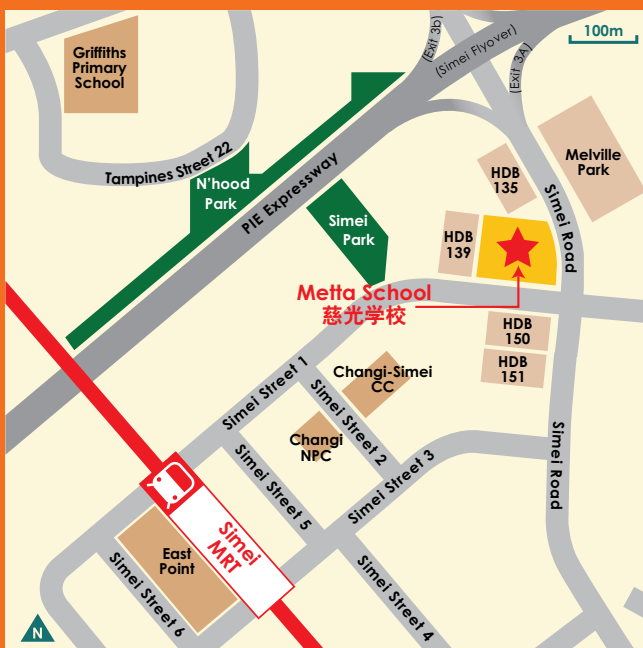 Griffiths
Primary
School
(Exit 3b)
(Simei Flyover)
(Exit 3A)
100m
Tampines Street 22
N'hood
Park
PIE Expressway
Simei
Park
HDB
135
Melville
Park
HDB
139
Simei Road
Metta School
慈光学校
HDB
150
HDB
151
Simei Street 1
Changi-Simei
CC
Simei Street 2
Changi
NPC
Simei Street 3
Simei Road
Simei Street 5
Simei
MRT
East
Point
Simei Street 6
Simei Street 4
N